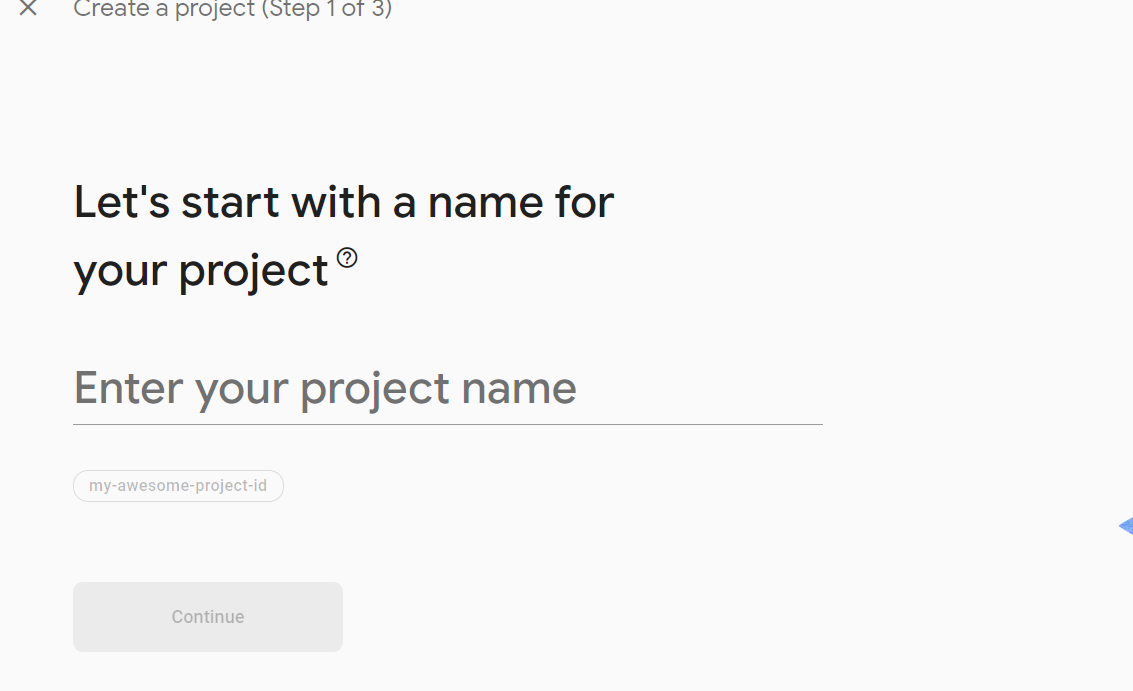 Create a project (Step 1 of 3)
Let's start with a name for
your project
Enter your project name
my-awesome-project-id
Continue